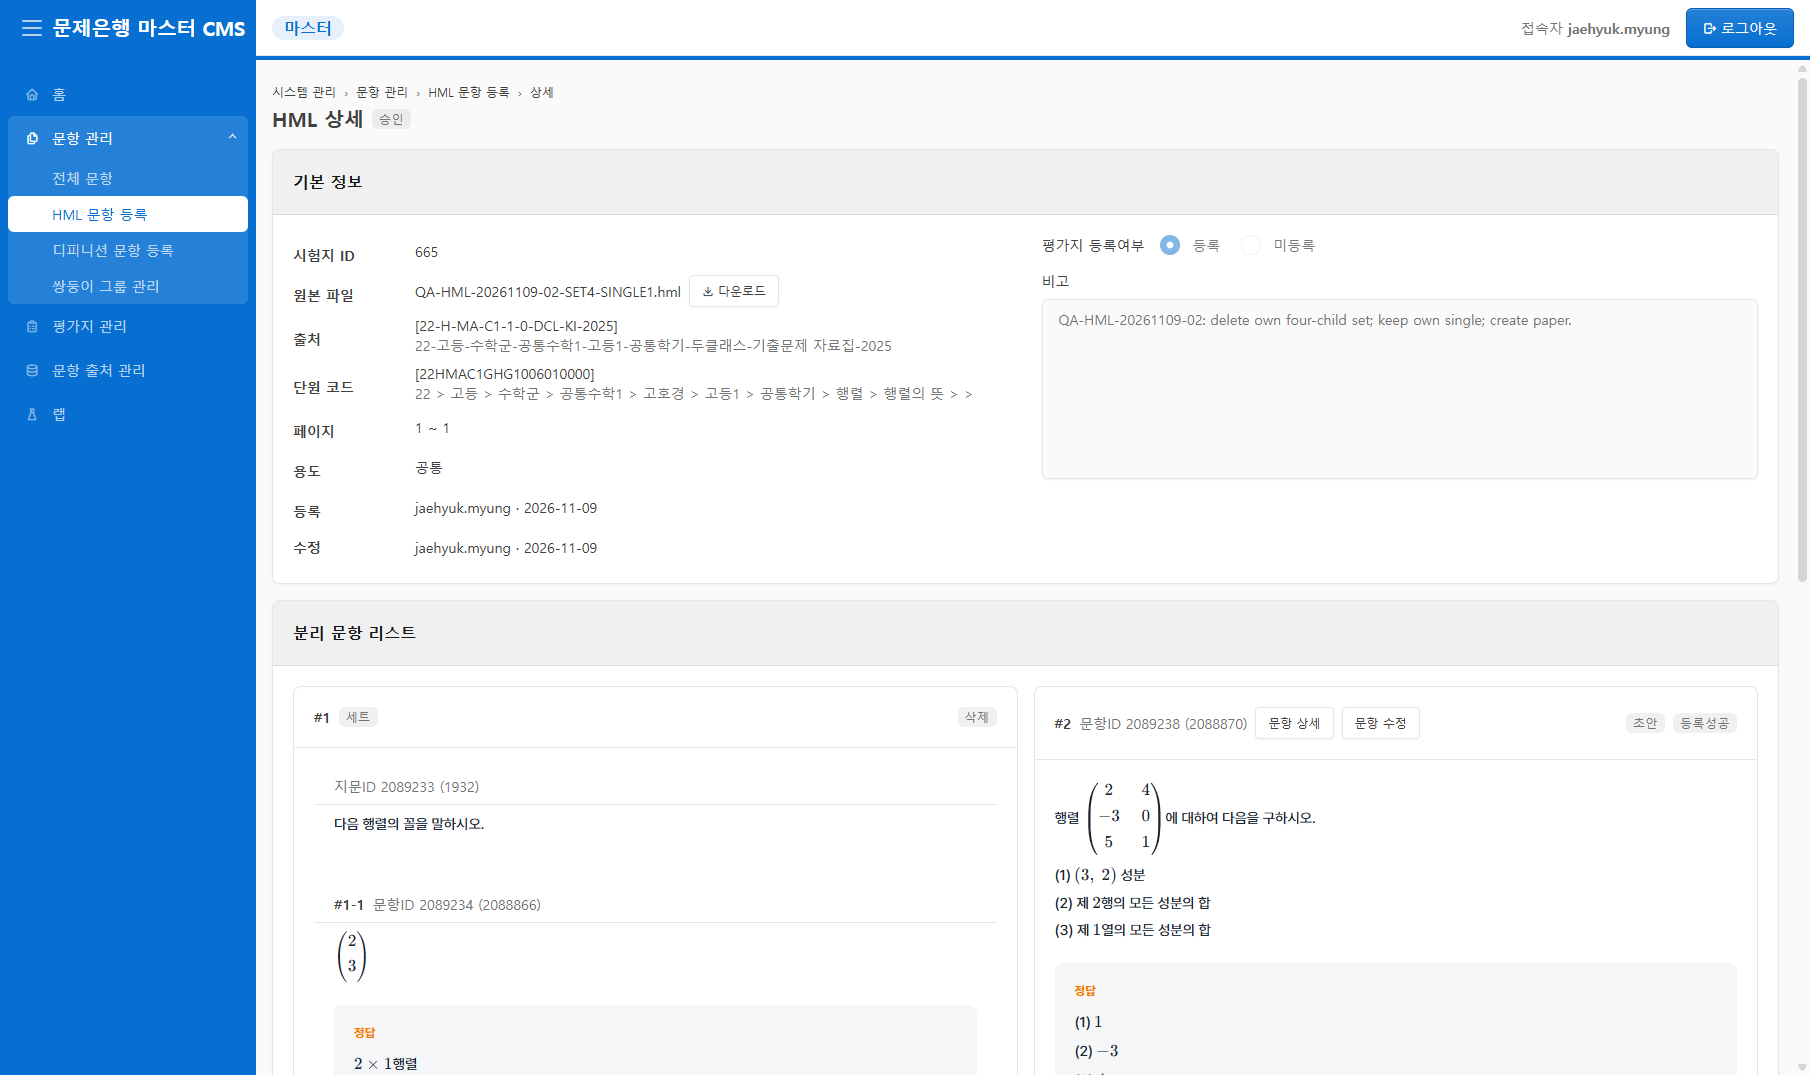 문제은행 마스터 CMS
홈
문항 관리
전체 문항
HML 문항 등록
디피니션 문항 등록
쌍둥이 그룹 관리
평가지 관리
문항 출처 관리
랩
마스터
접속자 jaehyuk.myung
로그아웃
시스템 관리 › 문항 관리 › HML 문항 등록 › 상세
HML 상세 승인
기본 정보
시험지 ID 665
원본 파일 QA-HML-20261109-02-SET4-SINGLE1.hml 다운로드
출처 [22-H-MA-C1-1-0-DCL-KI-2025]
22-고등-수학군-공통수학1-고등1-공통학기-두클래스-기출문제 자료집-2025
단원 코드 [22HMAC1GHG1006010000]
22 > 고등 > 수학군 > 공통수학1 > 고호경 > 고등1 > 공통학기 > 행렬 > 행렬의 뜻 > >
페이지 1 ~ 1
용도 공통
등록 jaehyuk.myung · 2026-11-09
수정 jaehyuk.myung · 2026-11-09
평가지 등록여부 등록 미등록
비고
QA-HML-20261109-02: delete own four-child set; keep own single; create paper.
분리 문항 리스트
#1 세트 삭제
지문ID 2089233 (1932)
다음 행렬의 꼴을 말하시오.
#1-1 문항ID 2089234 (2088866)
2
3
정답
2 × 1행렬
#2 문항ID 2089238 (2088870) 문항 상세 문항 수정 초안 등록성공
행렬
2 4
−3 0
5 1
에 대하여 다음을 구하시오.
(1) (3, 2) 성분
(2) 제 2행의 모든 성분의 합
(3) 제 1열의 모든 성분의 합
정답
(1) 1
(2) −3